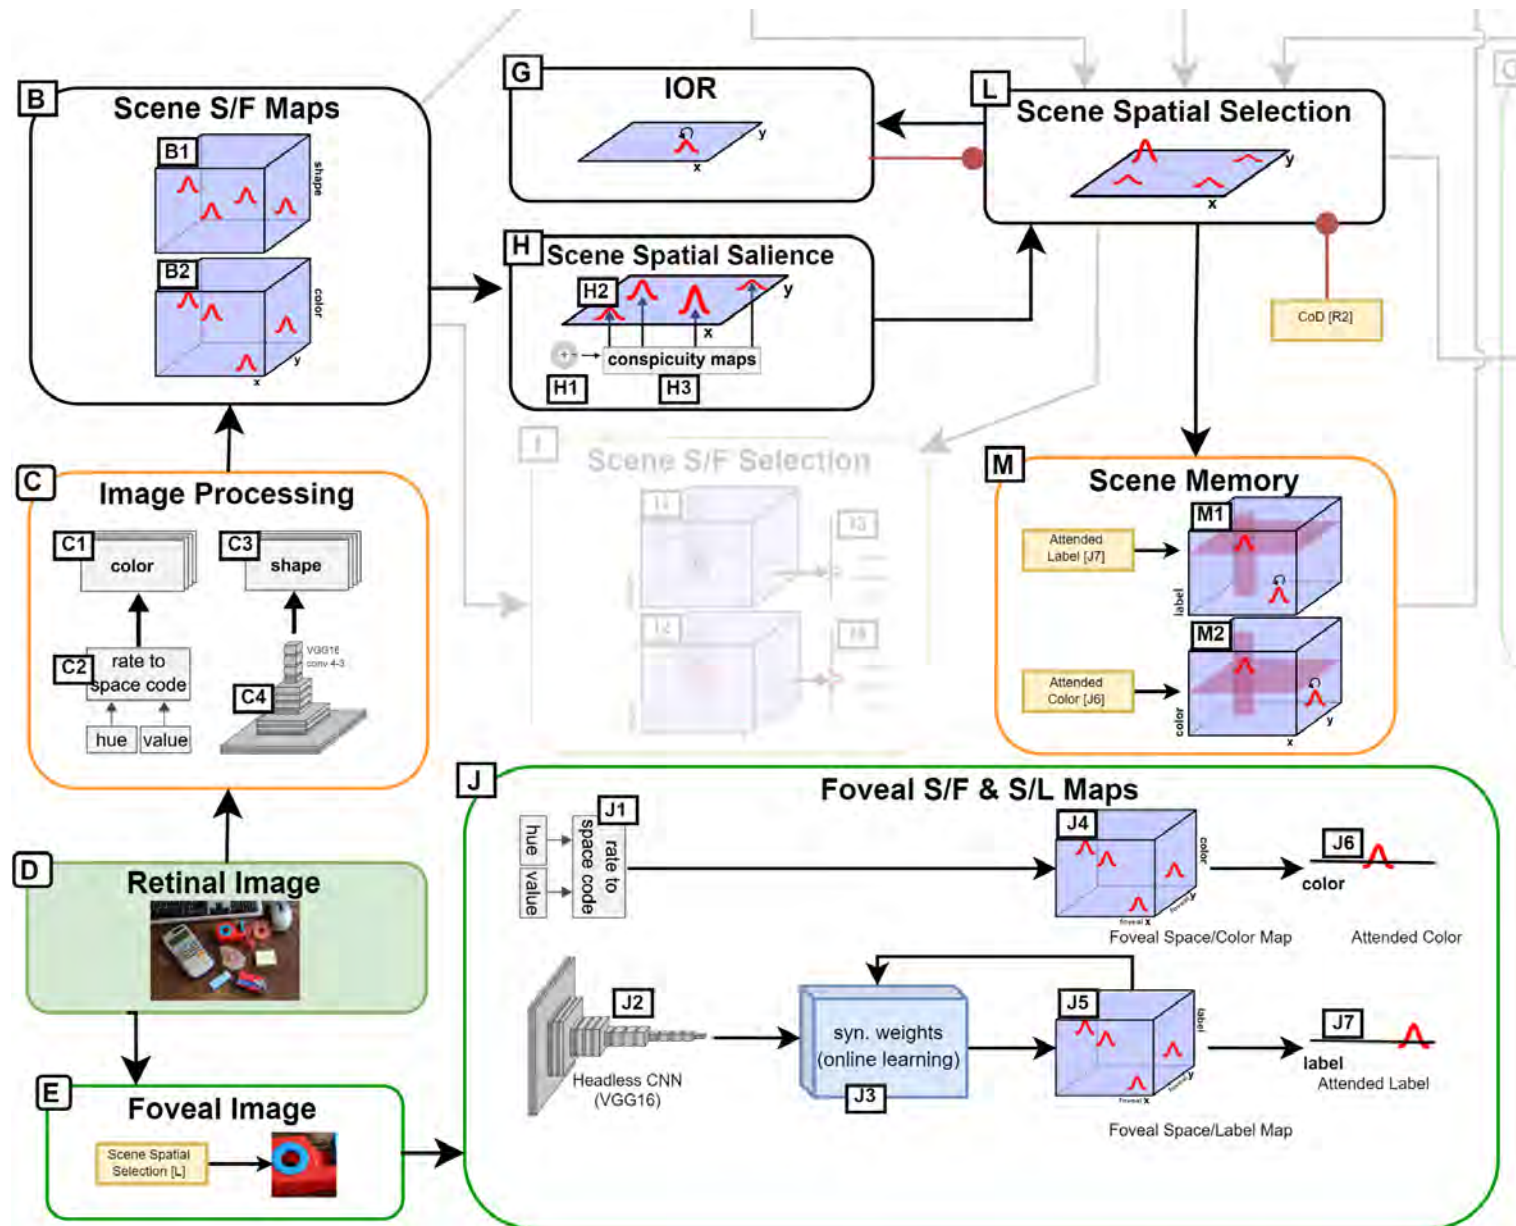 B
Scene S/F Maps
B1
shape
B2
color
x
y
G
IOR
x
y
L
Scene Spatial Selection
x
y
H
Scene Spatial Salience
H2
x
y
conspicuity maps
H1
H3
CoD [R2]
I
Scene S/F Selection
C
Image Processing
C1
color
C3
shape
C2
rate to
space code
hue
value
VGG16
conv 4-3
C4
M
Scene Memory
M1
Attended
Label [J7]
label
M2
Attended
Color [J6]
color
x
y
D
Retinal Image
E
Foveal Image
Scene Spatial
Selection [L]
J
Foveal S/F & S/L Maps
J1
hue
value
rate to
space code
J4
color
foveal x
foveal y
Foveal Space/Color Map
J6
color
Attended Color
J2
Headless CNN
(VGG16)
syn. weights
(online learning)
J3
J5
label
foveal x
foveal y
Foveal Space/Label Map
J7
label
Attended Label